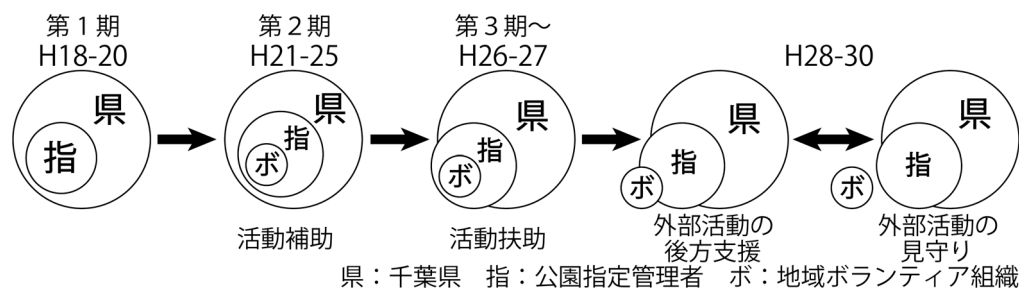 第１期
H18-20
第２期
H21-25
第３期～
H26-27
H28-30
県
指
県
指
ボ
県
指
ボ
県
指
ボ
県
指
ボ
活動補助
活動扶助
外部活動の
後方支援
外部活動の
見守り
県：千葉県　指：公園指定管理者　ボ：地域ボランティア組織